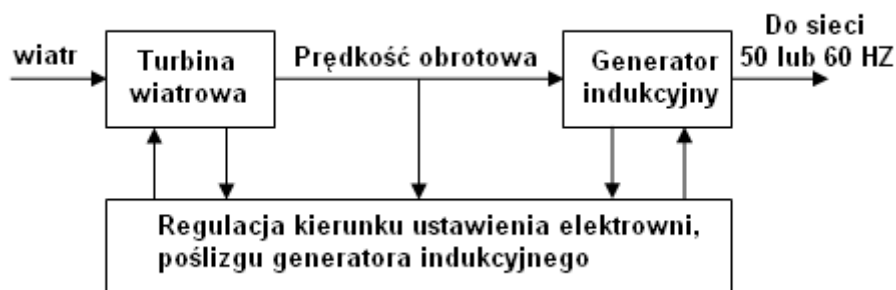 wiatr
Turbina
wiatrowa
Prędkość obrotowa
Generator
indukcyjny
Do sieci
50 lub 60 HZ
Regulacja kierunku ustawienia elektrowni,
poślizgu generatora indukcyjnego